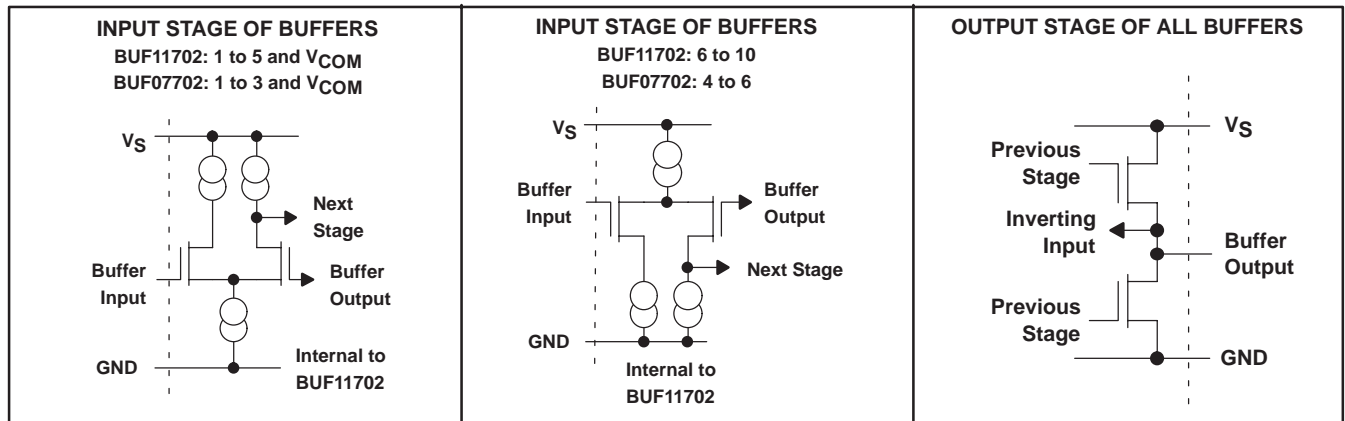 INPUT STAGE OF BUFFERS
BUF11702: 1 to 5 and VCOM
BUF07702: 1 to 3 and VCOM
VS
Next
Stage
Buffer
Input
Buffer
Output
GND
Internal to
BUF11702
INPUT STAGE OF BUFFERS
BUF11702: 6 to 10
BUF07702: 4 to 6
VS
Buffer
Input
Buffer
Output
Next Stage
GND
Internal to
BUF11702
OUTPUT STAGE OF ALL BUFFERS
VS
Previous
Stage
Inverting
Input
Buffer
Output
Previous
Stage
GND